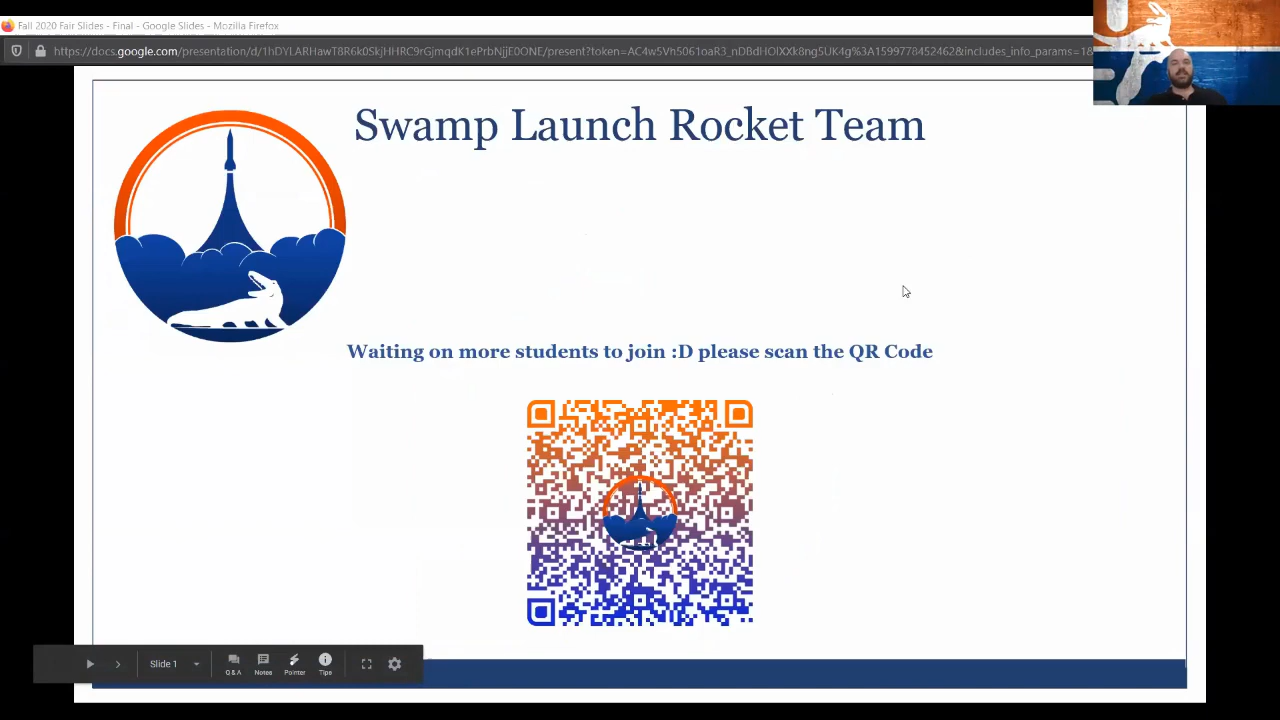 Fall 2020 Fair Slides - Final - Google Slides - Mozilla Firefox
Swamp Launch Rocket Team
Waiting on more students to join :D please scan the QR Code
Slide 1
Q & A
Notes
Pointer
Tips